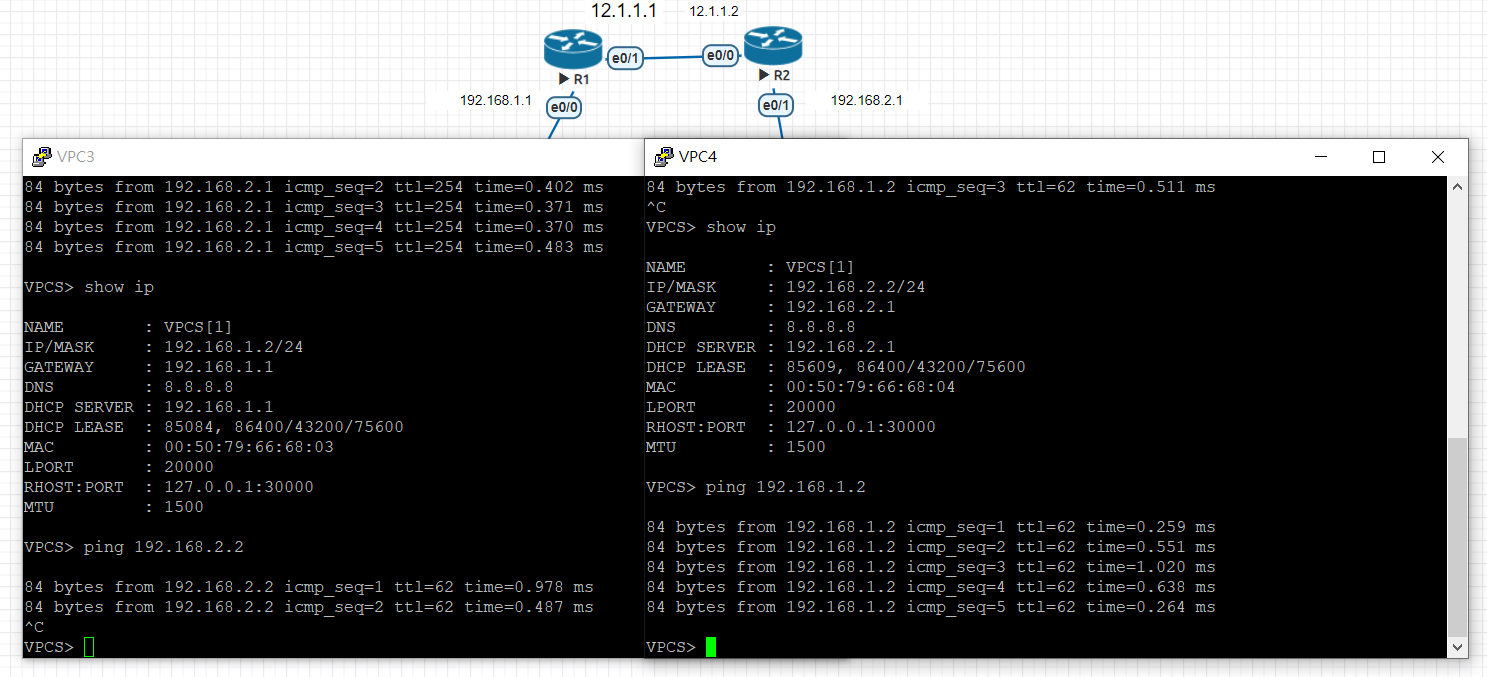 12.1.1.1 12.1.1.2
e0/1 e0/0
R1 R2
192.168.1.1 e0/0 e0/1 192.168.2.1
VPC3
84 bytes from 192.168.2.1 icmp_seq=2 ttl=254 time=0.402 ms
84 bytes from 192.168.2.1 icmp_seq=3 ttl=254 time=0.371 ms
84 bytes from 192.168.2.1 icmp_seq=4 ttl=254 time=0.370 ms
84 bytes from 192.168.2.1 icmp_seq=5 ttl=254 time=0.483 ms
VPCS> show ip
NAME : VPCS[1]
IP/MASK : 192.168.1.2/24
GATEWAY : 192.168.1.1
DNS : 8.8.8.8
DHCP SERVER : 192.168.1.1
DHCP LEASE : 85084, 86400/43200/75600
MAC : 00:50:79:66:68:03
LPORT : 20000
RHOST:PORT : 127.0.0.1:30000
MTU : 1500
VPCS> ping 192.168.2.2
84 bytes from 192.168.2.2 icmp_seq=1 ttl=62 time=0.978 ms
84 bytes from 192.168.2.2 icmp_seq=2 ttl=62 time=0.487 ms
^C
VPCS>
VPC4
84 bytes from 192.168.1.2 icmp_seq=3 ttl=62 time=0.511 ms
^C
VPCS> show ip
NAME : VPCS[1]
IP/MASK : 192.168.2.2/24
GATEWAY : 192.168.2.1
DNS : 8.8.8.8
DHCP SERVER : 192.168.2.1
DHCP LEASE : 85609, 86400/43200/75600
MAC : 00:50:79:66:68:04
LPORT : 20000
RHOST:PORT : 127.0.0.1:30000
MTU : 1500
VPCS> ping 192.168.1.2
84 bytes from 192.168.1.2 icmp_seq=1 ttl=62 time=0.259 ms
84 bytes from 192.168.1.2 icmp_seq=2 ttl=62 time=0.551 ms
84 bytes from 192.168.1.2 icmp_seq=3 ttl=62 time=1.020 ms
84 bytes from 192.168.1.2 icmp_seq=4 ttl=62 time=0.638 ms
84 bytes from 192.168.1.2 icmp_seq=5 ttl=62 time=0.264 ms
VPCS>